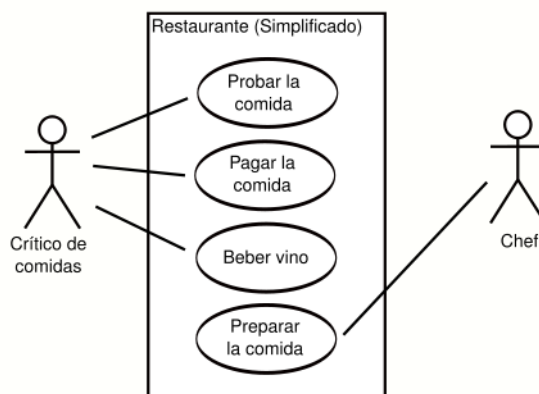 Restaurante (Simplificado)
Probar la
comida
Pagar la
comida
Beber vino
Preparar
la comida
Crítico de
comidas
Chef